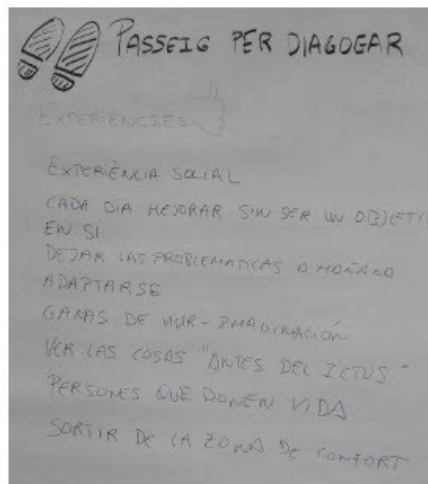 PASSEIG PER DIAGOGAR
EXPERIÈNCIES
EXPERIÈNCIA SOCIAL
CADA DIA MEJORAR SIN SER UN OBJETI
EN SI
DEJAR LAS PROBLEMATICAS A MAÑANA
ADAPTARSE
GANAS DE VIVIR - IMAGINACIÓN
VER LAS COSAS "ANTES DEL ICTUS"
PERSONES QUE DONEN VIDA
SORTIR DE LA ZONA DE CONFORT